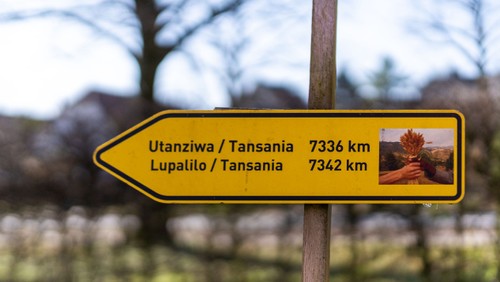 Utanziwa / Tansania 7336 km
Lupalilo / Tansania 7342 km